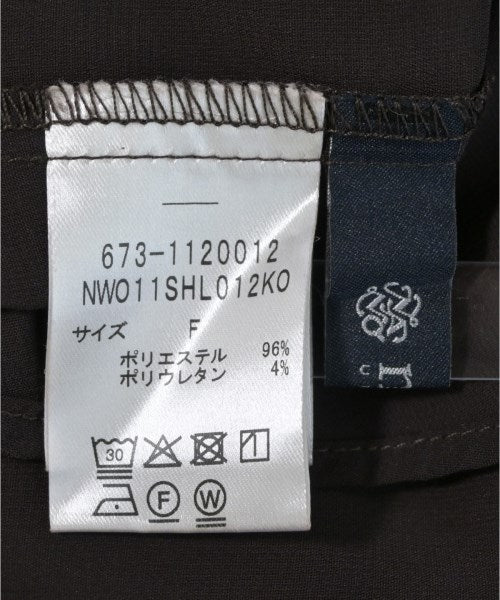 673-1120012
NW011SHL012KO
サイズ F
ポリエステル 96%
ポリウレタン 4%
30
F W